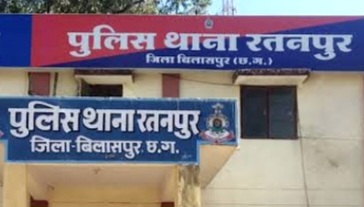 पुलिस थाना रतनपुर
जिला बिलासपुर (छ.ग.)
पुलिस थाना रतनपुर
जिला-बिलासपुर छ.ग.